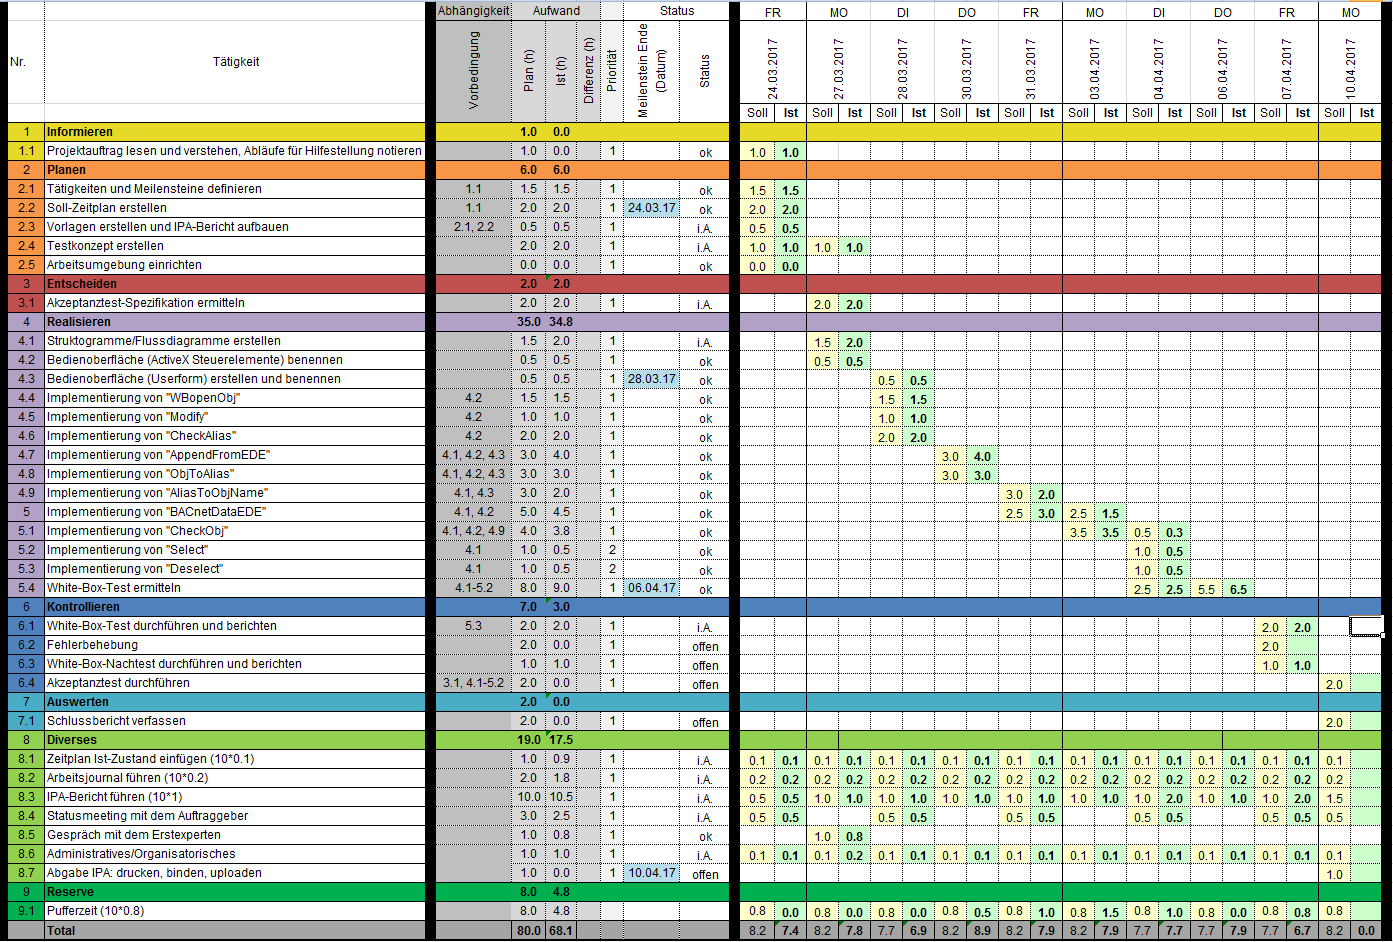 Abhängigkeit Aufwand Status FR MO DI DO FR MO DI DO FR MO
Nr. Tätigkeit Vorbedingung Plan (h) Ist (h) Differenz (h) Priorität Meilenstein Ende (Datum) Status 24.03.2017 27.03.2017 28.03.2017 30.03.2017 31.03.2017 03.04.2017 04.04.2017 06.04.2017 07.04.2017 10.04.2017
Soll Ist Soll Ist Soll Ist Soll Ist Soll Ist Soll Ist Soll Ist Soll Ist Soll Ist Soll Ist
1 Informieren 1.0 0.0
1.1 Projektauftrag lesen und verstehen, Abläufe für Hilfestellung notieren 1.0 0.0 1 ok 1.0 1.0
2 Planen 6.0 6.0
2.1 Tätigkeiten und Meilensteine definieren 1.1 1.5 1.5 1 ok 1.5 1.5
2.2 Soll-Zeitplan erstellen 1.1 2.0 2.0 1 24.03.17 ok 2.0 2.0
2.3 Vorlagen erstellen und IPA-Bericht aufbauen 2.1, 2.2 0.5 0.5 1 i.A. 0.5 0.5
2.4 Testkonzept erstellen 2.0 2.0 1 i.A. 1.0 1.0 1.0 1.0
2.5 Arbeitsumgebung einrichten 0.0 0.0 1 ok 0.0 0.0
3 Entscheiden 2.0 2.0
3.1 Akzeptanztest-Spezifikation ermitteln 2.0 2.0 1 i.A. 2.0 2.0
4 Realisieren 35.0 34.8
4.1 Struktogramme/Flussdiagramme erstellen 1.5 2.0 1 i.A. 1.5 2.0
4.2 Bedienoberfläche (ActiveX Steuerelemente) benennen 0.5 0.5 1 ok 0.5 0.5
4.3 Bedienoberfläche (Userform) erstellen und benennen 0.5 0.5 1 28.03.17 ok 0.5 0.5
4.4 Implementierung von "WBopenObj" 4.2 1.5 1.5 1 ok 1.5 1.5
4.5 Implementierung von "Modify" 4.2 1.0 1.0 1 ok 1.0 1.0
4.6 Implementierung von "CheckAlias" 4.2 2.0 2.0 1 ok 2.0 2.0
4.7 Implementierung von "AppendFromEDE" 4.1, 4.2, 4.3 3.0 4.0 1 ok 3.0 4.0
4.8 Implementierung von "ObjToAlias" 4.1, 4.2, 4.3 3.0 3.0 1 ok 3.0 3.0
4.9 Implementierung von "AliasToObjName" 4.1, 4.3 3.0 2.0 1 ok 3.0 2.0
5 Implementierung von "BACnetDataEDE" 4.1, 4.2 5.0 4.5 1 ok 2.5 3.0 2.5 1.5
5.1 Implementierung von "CheckObj" 4.1, 4.2, 4.9 4.0 3.8 1 ok 3.5 3.5 0.5 0.3
5.2 Implementierung von "Select" 4.1 1.0 0.5 2 ok 1.0 0.5
5.3 Implementierung von "Deselect" 4.1 1.0 0.5 2 ok 1.0 0.5
5.4 White-Box-Test ermitteln 4.1-5.2 8.0 9.0 1 06.04.17 ok 2.5 2.5 5.5 6.5
6 Kontrollieren 7.0 3.0
6.1 White-Box-Test durchführen und berichten 5.3 2.0 2.0 1 i.A. 2.0 2.0
6.2 Fehlerbehebung 2.0 0.0 1 offen 2.0
6.3 White-Box-Nachtest durchführen und berichten 1.0 1.0 1 offen 1.0 1.0
6.4 Akzeptanztest durchführen 3.1, 4.1-5.2 2.0 0.0 1 offen 2.0
7 Auswerten 2.0 0.0
7.1 Schlussbericht verfassen 2.0 0.0 1 offen 2.0
8 Diverses 19.0 17.5
8.1 Zeitplan Ist-Zustand einfügen (10*0.1) 1.0 0.9 1 i.A. 0.1 0.1 0.1 0.1 0.1 0.1 0.1 0.1 0.1 0.1 0.1 0.1 0.1 0.1 0.1 0.1 0.1 0.1 0.1
8.2 Arbeitsjournal führen (10*0.2) 2.0 1.8 1 i.A. 0.2 0.2 0.2 0.2 0.2 0.2 0.2 0.2 0.2 0.2 0.2 0.2 0.2 0.2 0.2 0.2 0.2 0.2 0.2
8.3 IPA-Bericht führen (10*1) 10.0 10.5 1 i.A. 0.5 0.5 1.0 1.0 1.0 1.0 1.0 1.0 1.0 1.0 1.0 1.0 1.0 2.0 1.0 1.0 1.0 2.0 1.5
8.4 Statusmeeting mit dem Auftraggeber 3.0 2.5 1 i.A. 0.5 0.5 0.5 0.5 0.5 0.5 0.5 0.5 0.5 0.5 0.5
8.5 Gespräch mit dem Erstexperten 1.0 0.8 1 ok 1.0 0.8
8.6 Administratives/Organisatorisches 1.0 1.0 1 i.A. 0.1 0.1 0.1 0.2 0.1 0.1 0.1 0.1 0.1 0.1 0.1 0.1 0.1 0.1 0.1 0.1 0.1 0.1 0.1
8.7 Abgabe IPA: drucken, binden, uploaden 1.0 0.0 1 10.04.17 offen 1.0
9 Reserve 8.0 4.8
9.1 Pufferzeit (10*0.8) 8.0 4.8 0.8 0.0 0.8 0.0 0.8 0.0 0.8 0.5 0.8 1.0 0.8 1.5 0.8 1.0 0.8 0.0 0.8 0.8 0.8
Total 80.0 68.1 8.2 7.4 8.2 7.8 7.7 6.9 8.2 8.9 8.2 7.9 8.2 7.9 7.7 7.9 7.7 7.9 7.7 6.7 8.2 0.0